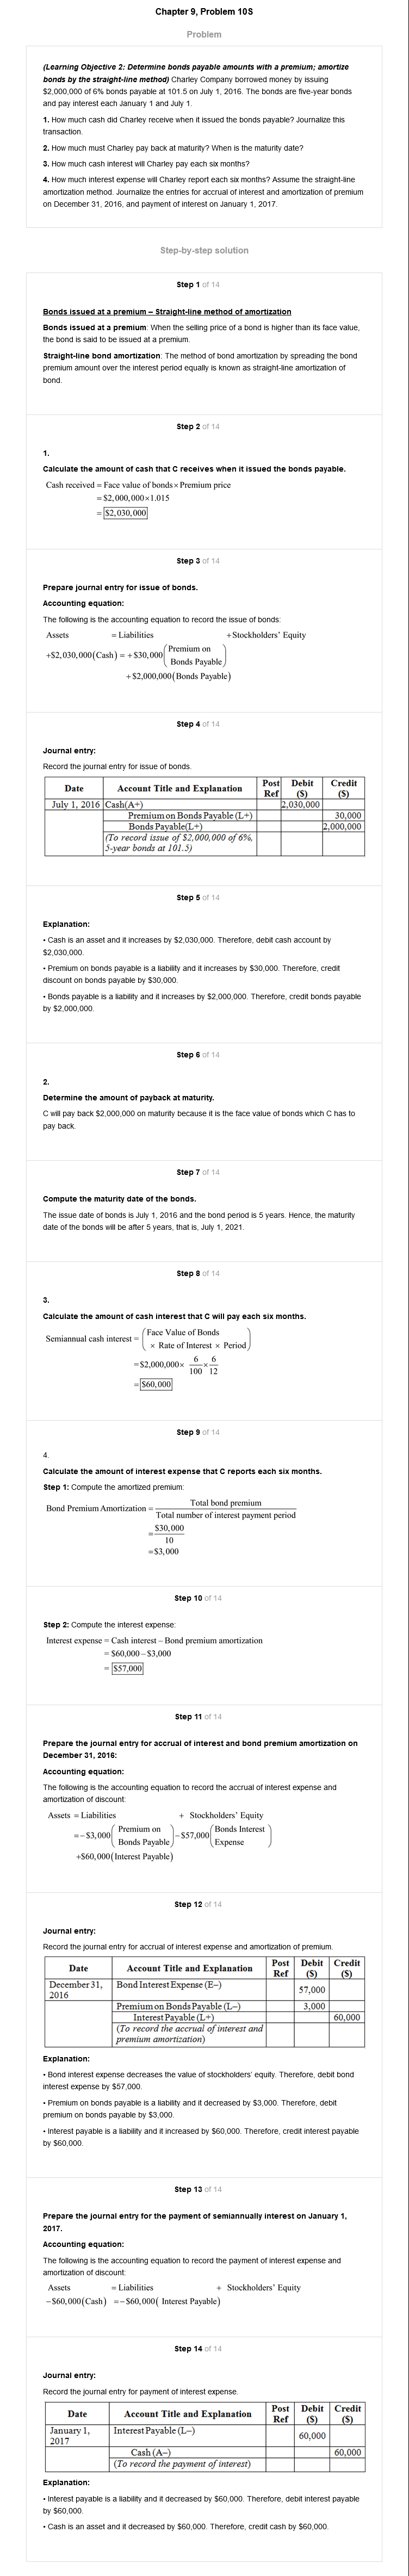 Chapter 9, Problem 10S
Problem
(Learning Objective 2: Determine bonds payable amounts with a premium; amortize
bonds by the straight-line method) Charley Company borrowed money by issuing
$2,000,000 of 6% bonds payable at 101.5 on July 1, 2016. The bonds are five-year bonds
and pay interest each January 1 and July 1.
1. How much cash did Charley receive when it issued the bonds payable? Journalize this
transaction.
2. How much must Charley pay back at maturity? When is the maturity date?
3. How much cash interest will Charley pay each six months?
4. How much interest expense will Charley report each six months? Assume the straight-line
amortization method. Journalize the entries for accrual of interest and amortization of premium
on December 31, 2016, and payment of interest on January 1, 2017.
Step-by-step solution
Step 1 of 14
Bonds issued at a premium – Straight-line method of amortization
Bonds issued at a premium: When the selling price of a bond is higher than its face value,
the bond is said to be issued at a premium.
Straight-line bond amortization: The method of bond amortization by spreading the bond
premium amount over the interest period equally is known as straight-line amortization of
bond.
Step 2 of 14
1.
Calculate the amount of cash that C receives when it issued the bonds payable.
Cash received = Face value of bonds × Premium price
= $2,000,000 × 1.015
= $2,030,000
Step 3 of 14
Prepare journal entry for issue of bonds.
Accounting equation:
The following is the accounting equation to record the issue of bonds:
Assets = Liabilities + Stockholders' Equity
+$2,030,000(Cash) = +$30,000(Premium on
Bonds Payable)
+$2,000,000(Bonds Payable)
Step 4 of 14
Journal entry:
Record the journal entry for issue of bonds.
Date Account Title and Explanation Post Ref Debit ($) Credit ($)
July 1, 2016 Cash(A+) 2,030,000
Premium on Bonds Payable (L+) 30,000
Bonds Payable(L+) 2,000,000
(To record issue of $2,000,000 of 6%,
5-year bonds at 101.5)
Step 5 of 14
Explanation:
• Cash is an asset and it increases by $2,030,000. Therefore, debit cash account by
$2,030,000.
• Premium on bonds payable is a liability and it increases by $30,000. Therefore, credit
discount on bonds payable by $30,000.
• Bonds payable is a liability and it increases by $2,000,000. Therefore, credit bonds payable
by $2,000,000.
Step 6 of 14
2.
Determine the amount of payback at maturity.
C will pay back $2,000,000 on maturity because it is the face value of bonds which C has to
pay back.
Step 7 of 14
Compute the maturity date of the bonds.
The issue date of bonds is July 1, 2016 and the bond period is 5 years. Hence, the maturity
date of the bonds will be after 5 years, that is, July 1, 2021.
Step 8 of 14
3.
Calculate the amount of cash interest that C will pay each six months.
Semiannual cash interest = (Face Value of Bonds
× Rate of Interest × Period)
= $2,000,000 × 6/100 × 6/12
= $60,000
Step 9 of 14
4.
Calculate the amount of interest expense that C reports each six months.
Step 1: Compute the amortized premium:
Bond Premium Amortization = Total bond premium
Total number of interest payment period
= $30,000
10
= $3,000
Step 10 of 14
Step 2: Compute the interest expense:
Interest expense = Cash interest – Bond premium amortization
= $60,000 – $3,000
= $57,000
Step 11 of 14
Prepare the journal entry for accrual of interest and bond premium amortization on
December 31, 2016:
Accounting equation:
The following is the accounting equation to record the accrual of interest expense and
amortization of discount:
Assets = Liabilities + Stockholders' Equity
= –$3,000(Premium on
Bonds Payable) –$57,000(Bonds Interest
Expense)
+$60,000(Interest Payable)
Step 12 of 14
Journal entry:
Record the journal entry for accrual of interest expense and amortization of premium.
Date Account Title and Explanation Post Ref Debit ($) Credit ($)
December 31, 2016 Bond Interest Expense (E–) 57,000
Premium on Bonds Payable (L–) 3,000
Interest Payable (L+) 60,000
(To record the accrual of interest and
premium amortization)
Explanation:
• Bond interest expense decreases the value of stockholders' equity. Therefore, debit bond
interest expense by $57,000.
• Premium on bonds payable is a liability and it decreased by $3,000. Therefore, debit
premium on bonds payable by $3,000.
• Interest payable is a liability and it increased by $60,000. Therefore, credit interest payable
by $60,000.
Step 13 of 14
Prepare the journal entry for the payment of semiannually interest on January 1,
2017.
Accounting equation:
The following is the accounting equation to record the payment of interest expense and
amortization of discount:
Assets = Liabilities + Stockholders' Equity
–$60,000(Cash) = –$60,000( Interest Payable)
Step 14 of 14
Journal entry:
Record the journal entry for payment of interest expense.
Date Account Title and Explanation Post Ref Debit ($) Credit ($)
January 1, 2017 Interest Payable (L–) 60,000
Cash (A–) 60,000
(To record the payment of interest)
Explanation:
• Interest payable is a liability and it decreased by $60,000. Therefore, debit interest payable
by $60,000.
• Cash is an asset and it decreased by $60,000. Therefore, credit cash by $60,000.